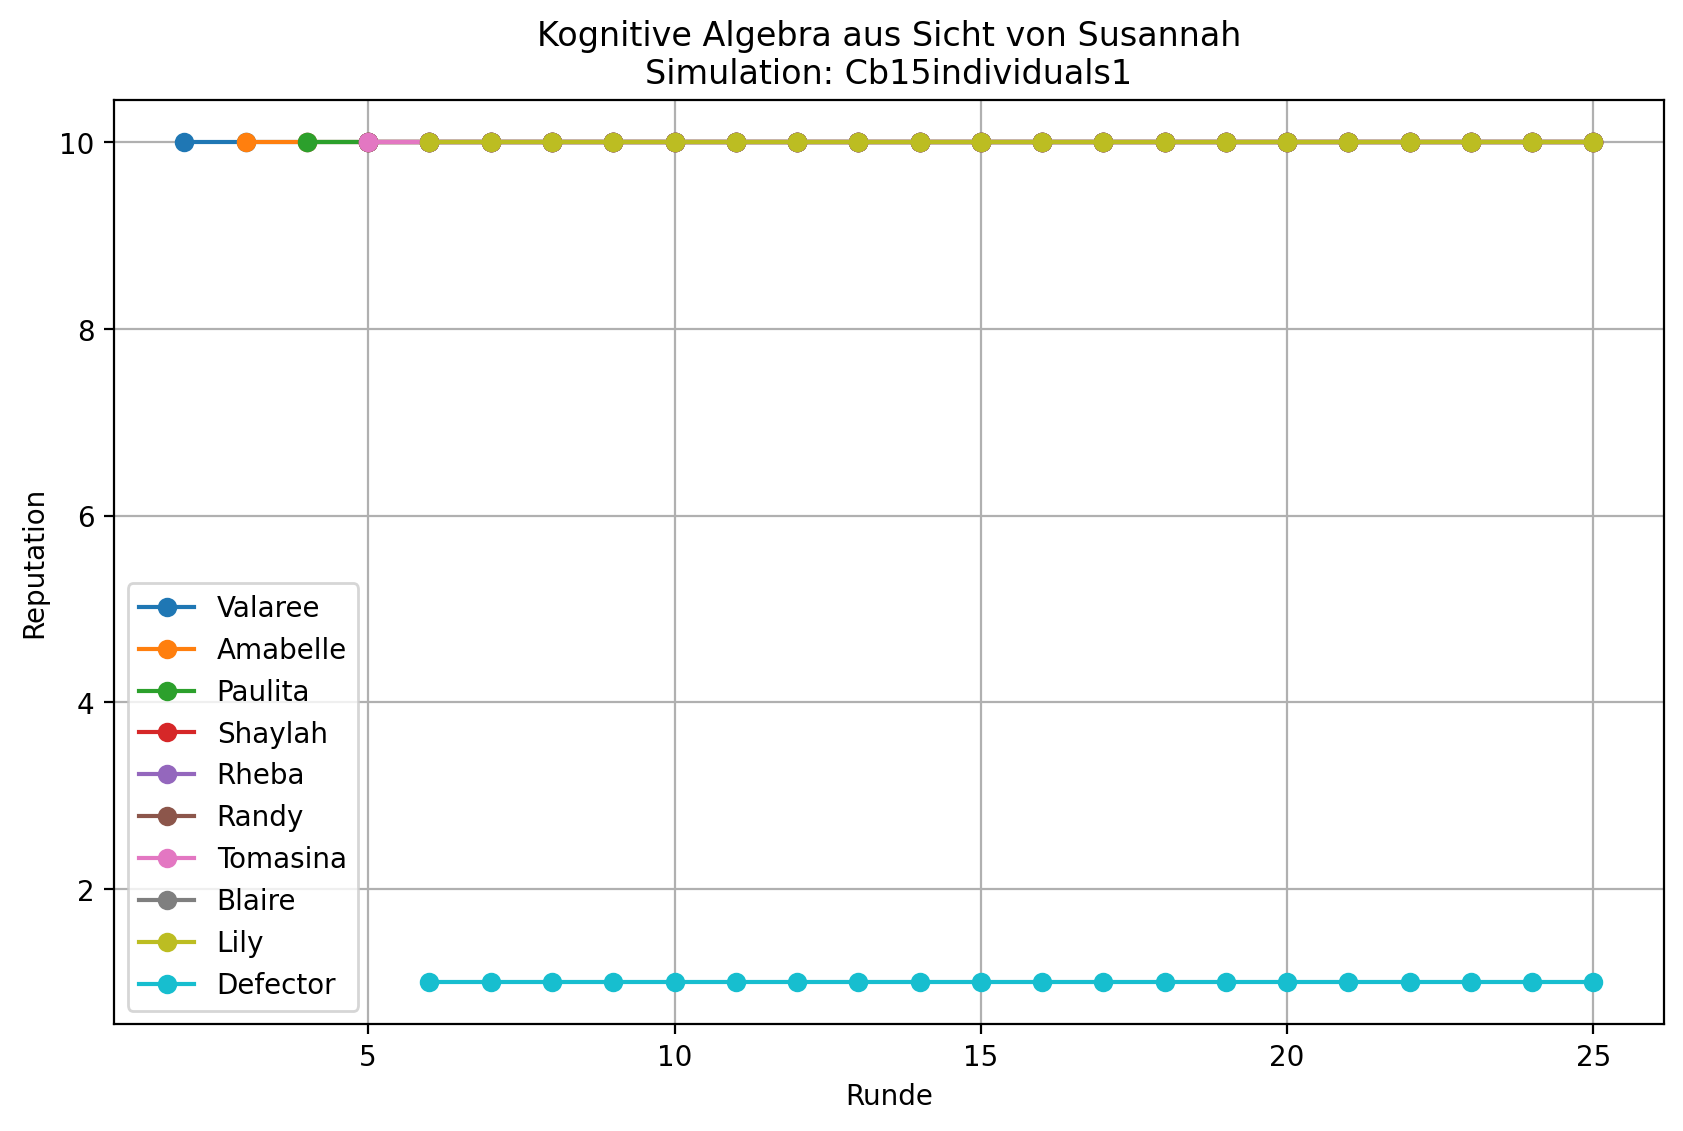 Kognitive Algebra aus Sicht von Susannah
Simulation: Cb15individuals1
10
8
6
4
2
Reputation
Valaree
Amabelle
Paulita
Shaylah
Rheba
Randy
Tomasina
Blaire
Lily
Defector
5 10 15 20 25
Runde